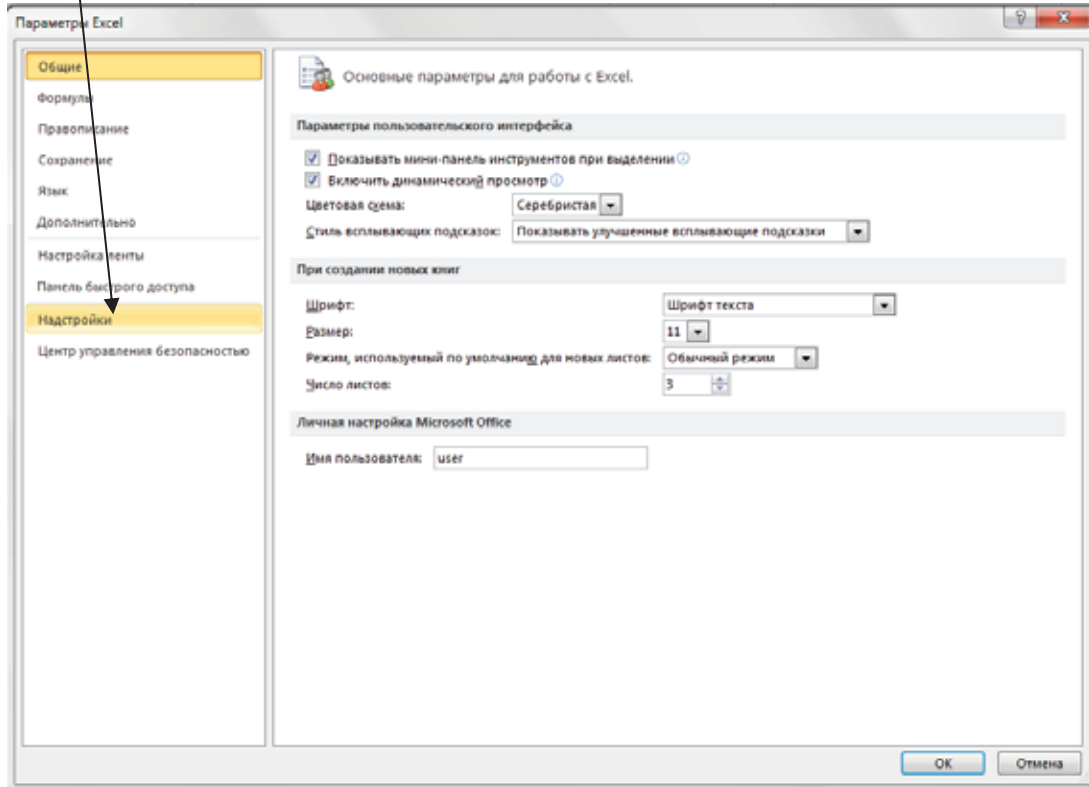 Параметры Excel
Общие
Формулы
Правописание
Сохранение
Язык
Дополнительно
Настройка ленты
Панель быстрого доступа
Надстройки
Центр управления безопасностью
Основные параметры для работы с Excel.
Параметры пользовательского интерфейса
Показывать мини-панель инструментов при выделении
Включить динамический просмотр
Цветовая схема: Серебристая
Стиль всплывающих подсказок: Показывать улучшенные всплывающие подсказки
При создании новых книг
Шрифт: Шрифт текста
Размер: 11
Режим, используемый по умолчанию для новых листов: Обычный режим
Число листов: 3
Личная настройка Microsoft Office
Имя пользователя: user
ОК Отмена